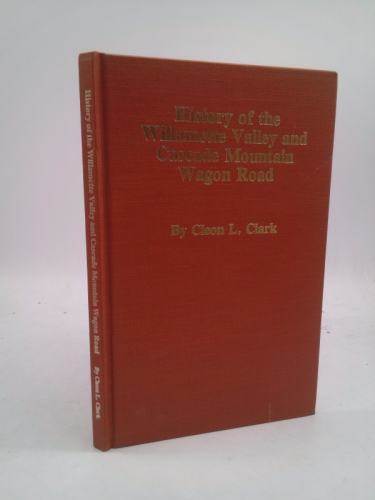 History of the
Willamette Valley and
Cascade Mountain
Wagon Road
By Cleon L. Clark
History of the Willamette Valley and Cascade Mountain Wagon Road By Cleon L. Clark